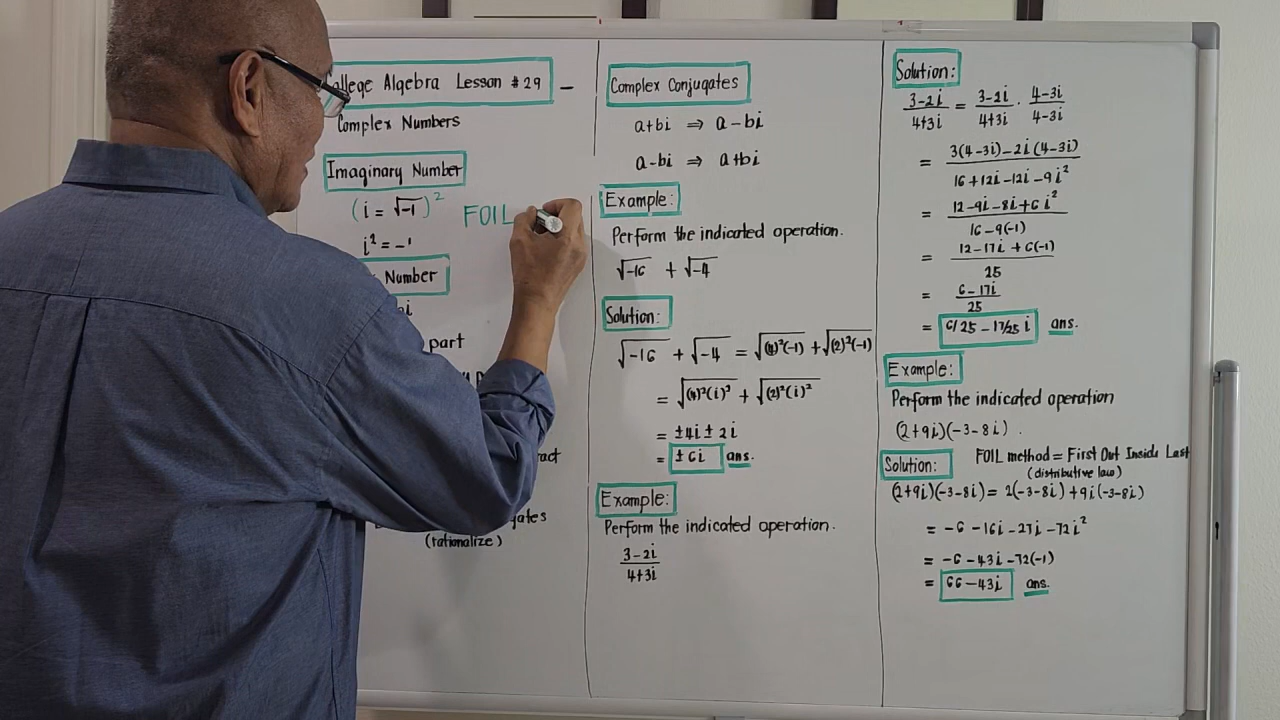 ollege Algebra Lesson #29 –
Complex Numbers
Imaginary Number
(i = √-1)²
FOIL
i² = -1
Number
part
(rationalize)
Complex Conjugates
a+bi ⇒ a-bi
a-bi ⇒ a+bi
Example:
Perform the indicated operation.
√-16 + √-4
Solution:
√-16 + √-4 = √(4)²(-1) + √(2)²(-1)
= √(4)²(i)² + √(2)²(i)²
= ±4i ± 2i
= ±6i ans.
Example:
Perform the indicated operation.
3-2i
4+3i
Solution:
3-2i/4+3i = 3-2i/4+3i · 4-3i/4-3i
= 3(4-3i)-2i(4-3i)
16+12i-12i-9i²
= 12-9i-8i+6i²
16-9(-1)
= 12-17i+6(-1)
25
= 6-17i
25
= 6/25 - 17/25 i ans.
Example:
Perform the indicated operation
(2+9i)(-3-8i).
Solution:
FOIL method = First Out Inside Last
(distributive law)
(2+9i)(-3-8i) = 2(-3-8i)+9i(-3-8i)
= -6-16i-27i-72i²
= -6-43i-72(-1)
= 66-43i ans.